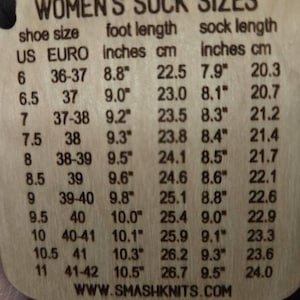 WOMEN'S SOCK SIZES
shoe size foot length sock length
US EURO inches cm inches cm
6 36-37 8.8" 22.5 7.9" 20.3
6.5 37 9.0" 23.0 8.1" 20.7
7 37-38 9.2" 23.5 8.3" 21.2
7.5 38 9.3" 23.8 8.4" 21.4
8 38-39 9.5" 24.1 8.5" 21.7
8.5 39 9.6" 24.6 8.6" 22.1
9 39-40 9.8" 25.1 8.8" 22.6
9.5 40 10.0" 25.4 9.0" 22.9
10 40-41 10.1" 25.9 9.1" 23.3
10.5 41 10.3" 26.2 9.3" 23.6
11 41-42 10.5" 26.7 9.5" 24.0
WWW.SMASHKNITS.COM